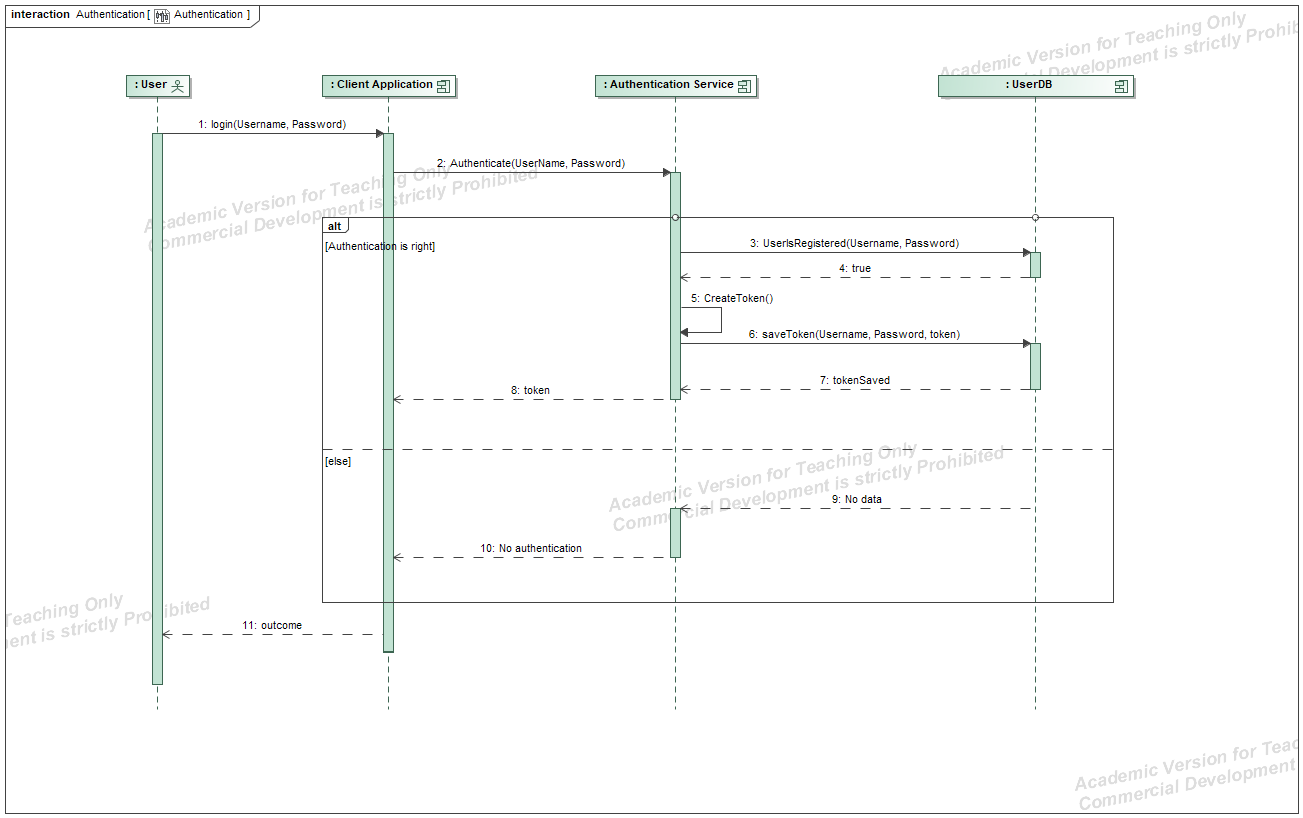 interaction Authentication [ Authentication ]
Academic Version for Teaching Only
Commercial Development is strictly Prohib
: User
: Client Application
: Authentication Service
: UserDB
1: login(Username, Password)
2: Authenticate(UserName, Password)
Academic Version for Teaching Only
Commercial Development is strictly Prohibited
alt
[Authentication is right]
3: UserIsRegistered(Username, Password)
4: true
5: CreateToken()
6: saveToken(Username, Password, token)
7: tokenSaved
8: token
[else]
Academic Version for Teaching Only
Commercial Development is strictly Prohibited
9: No data
10: No authentication
Teaching Only
ment is strictly Prohibited
11: outcome
Academic Version for Teac
Commercial Development